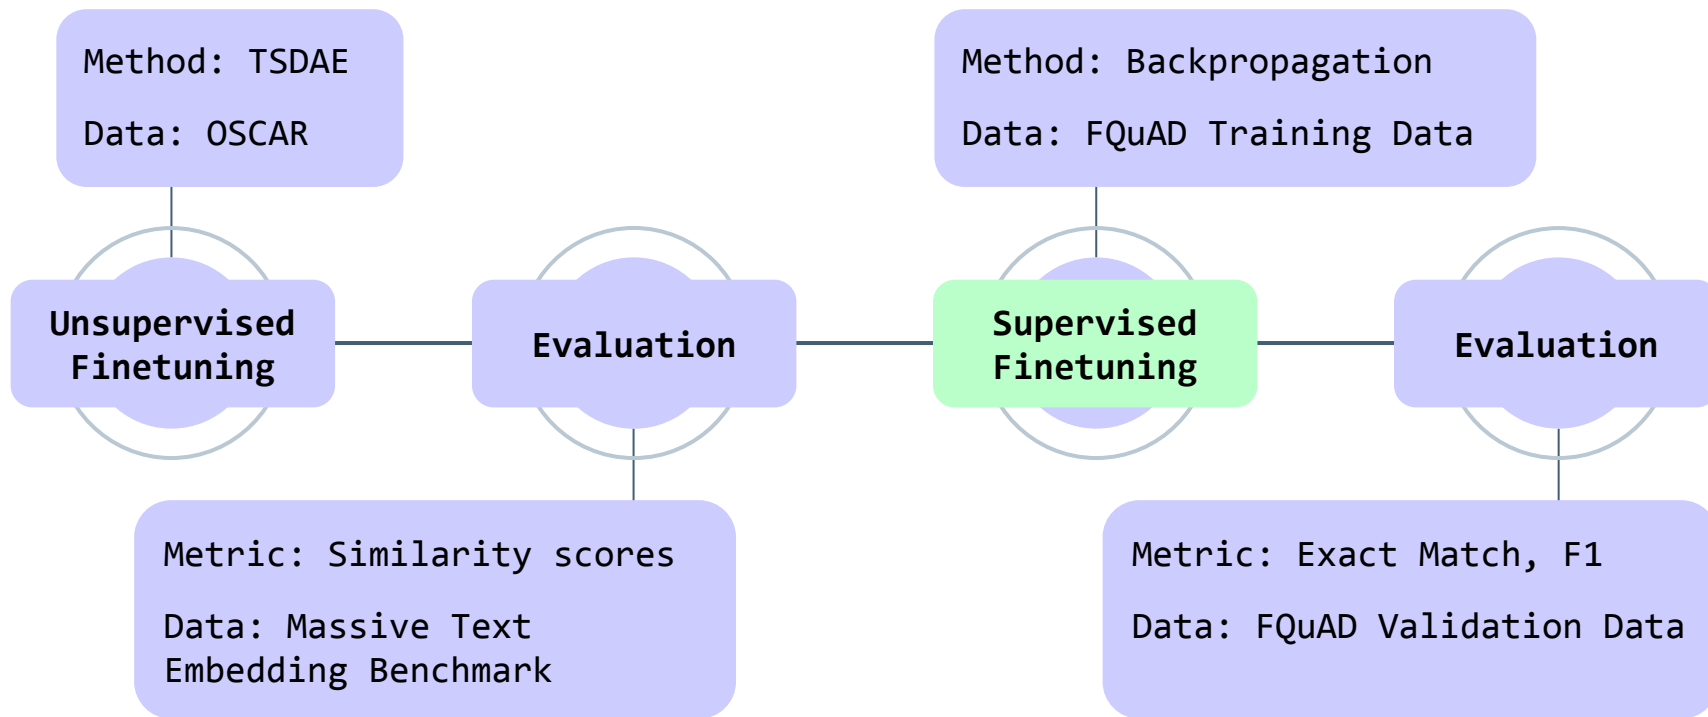 Method: TSDAE
Data: OSCAR
Method: Backpropagation
Data: FQuAD Training Data
Unsupervised
Finetuning
Evaluation
Supervised
Finetuning
Evaluation
Metric: Similarity scores
Data: Massive Text
Embedding Benchmark
Metric: Exact Match, F1
Data: FQuAD Validation Data